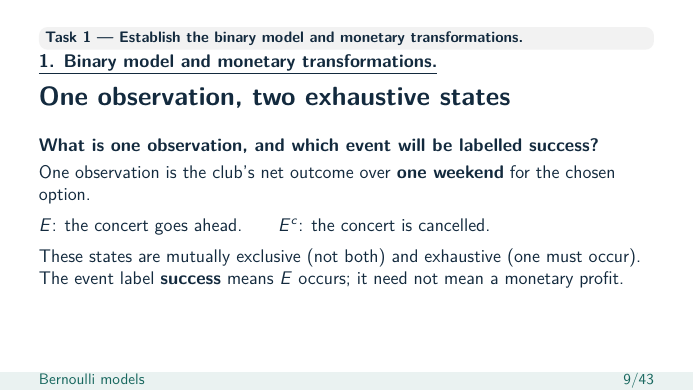 Task 1 — Establish the binary model and monetary transformations.
1. Binary model and monetary transformations.
One observation, two exhaustive states
What is one observation, and which event will be labelled success?
One observation is the club's net outcome over one weekend for the chosen
option.
E: the concert goes ahead. Eᶜ: the concert is cancelled.
These states are mutually exclusive (not both) and exhaustive (one must occur).
The event label success means E occurs; it need not mean a monetary profit.
Bernoulli models 9/43